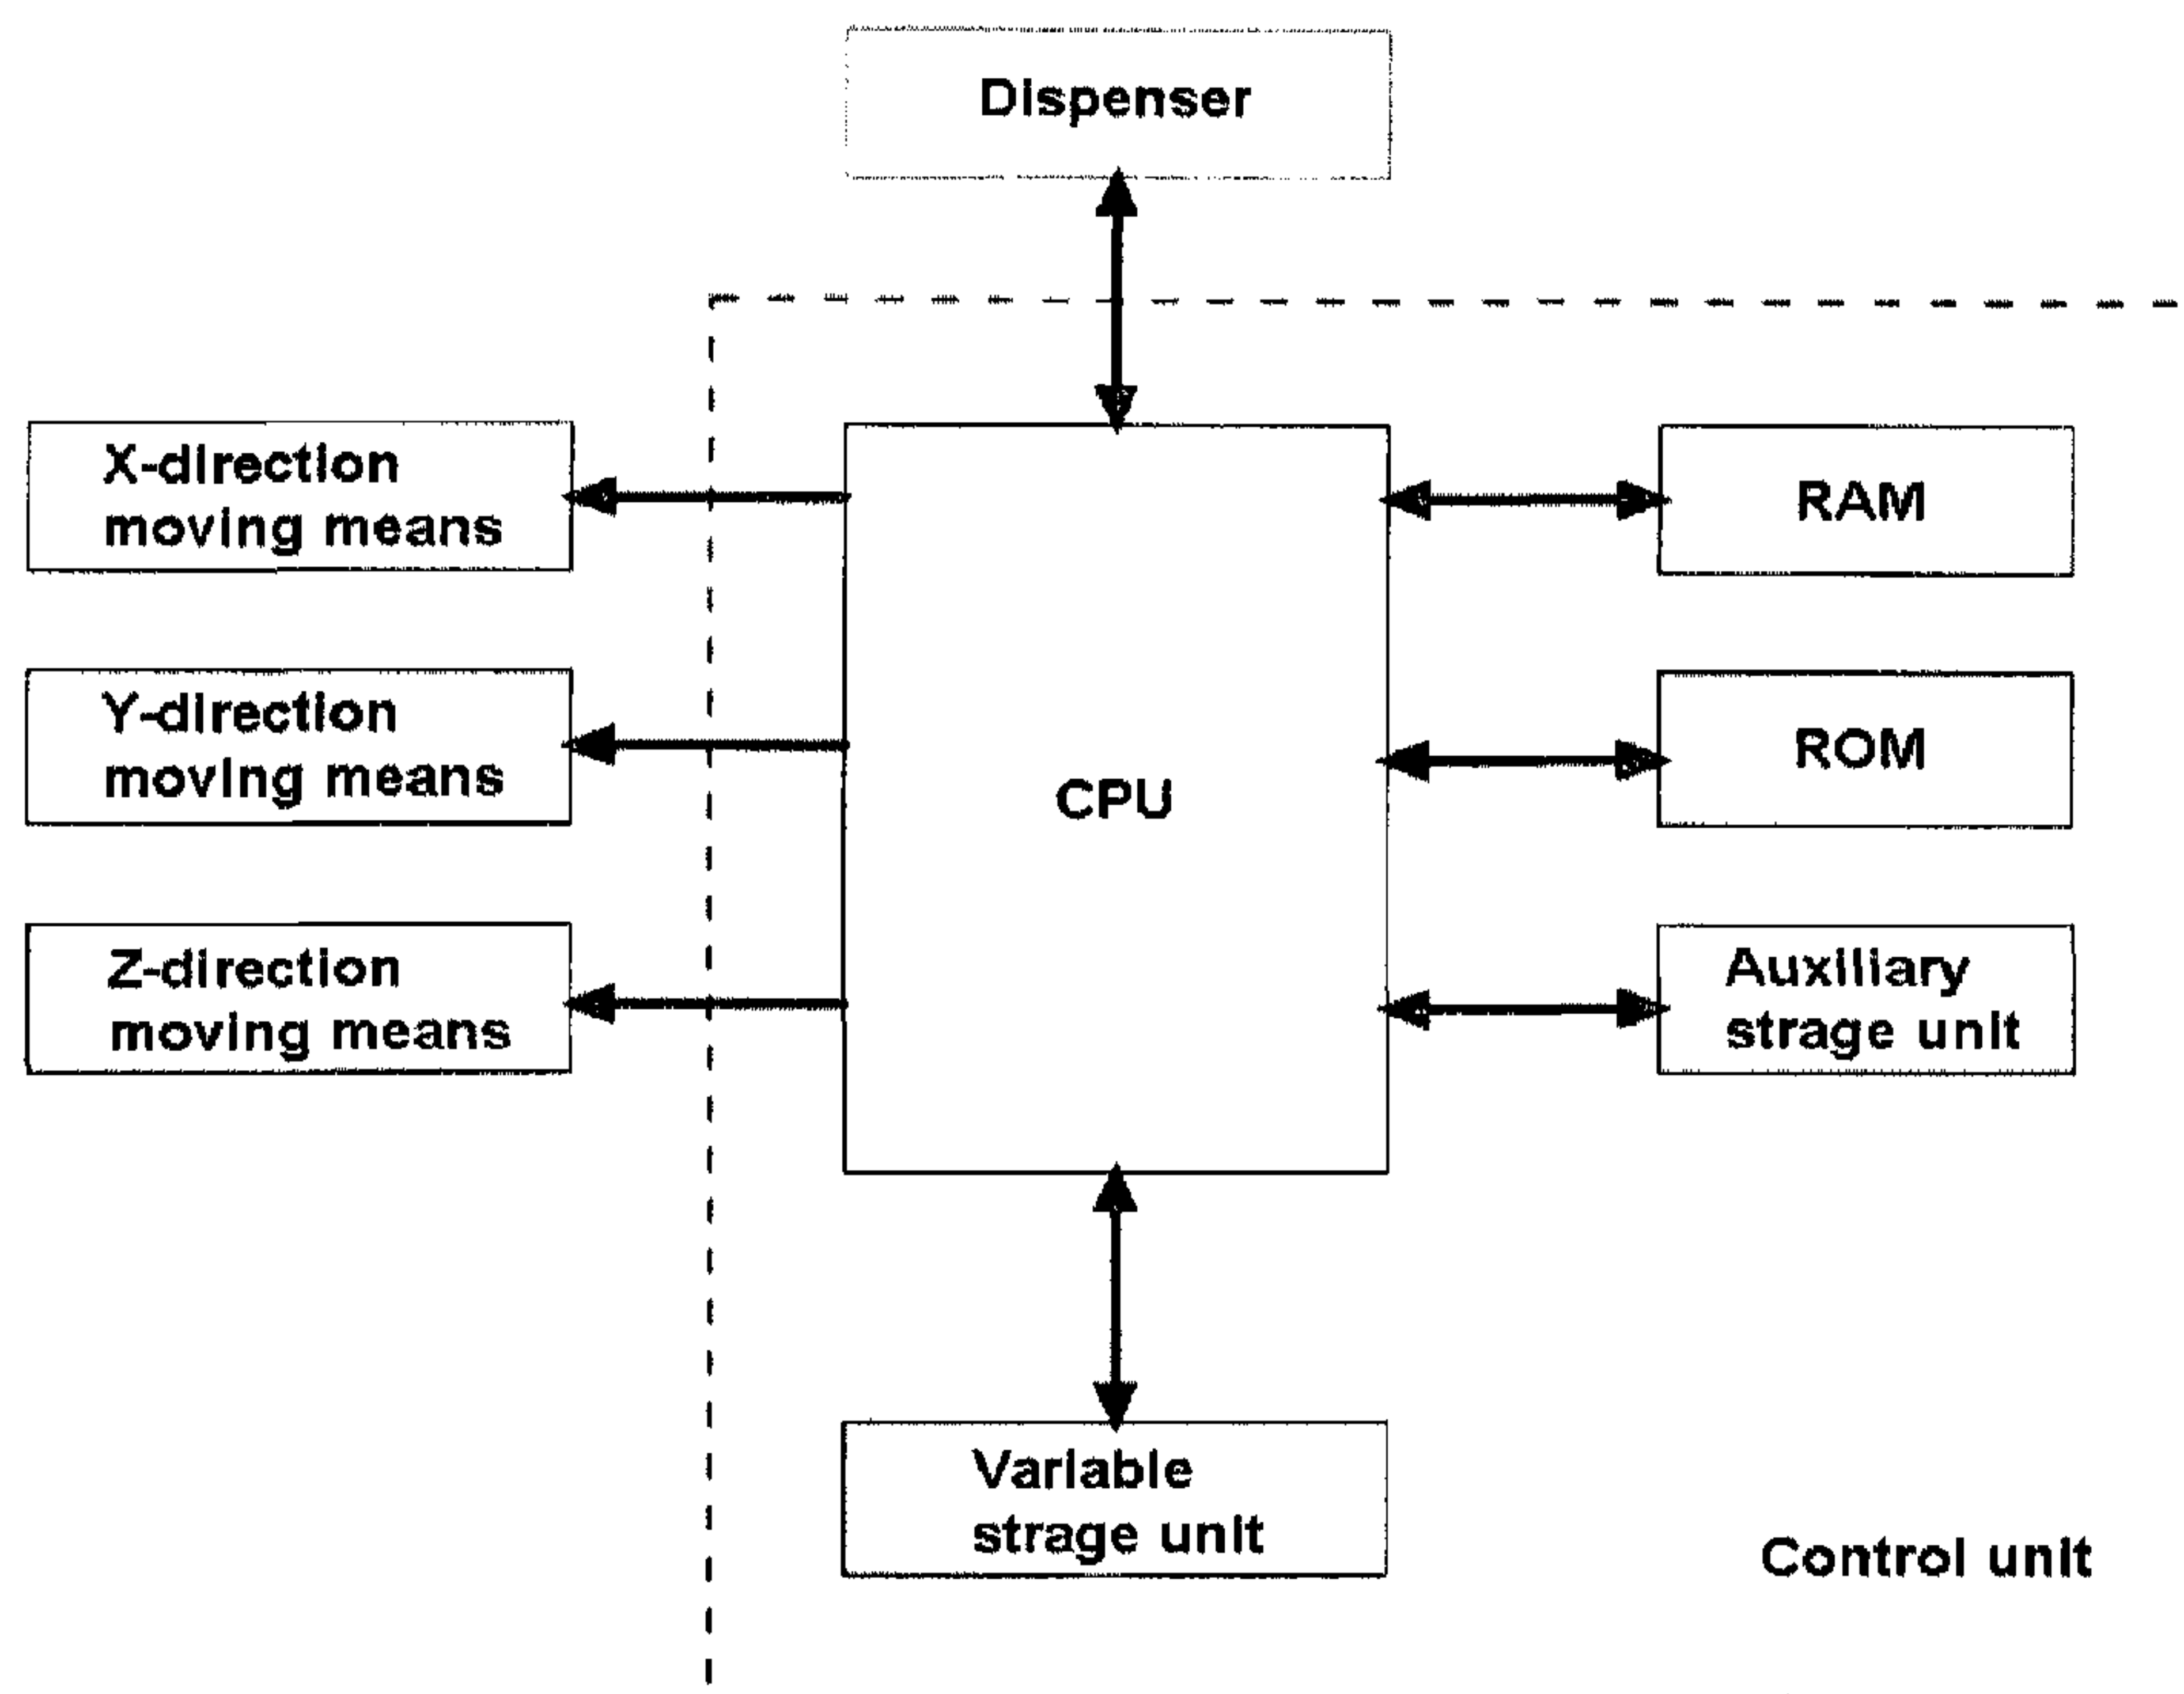 Dispenser
X-direction
moving means
RAM
Y-direction
moving means
ROM
CPU
Z-direction
moving means
Auxiliary
strage unit
Variable
strage unit
Control unit